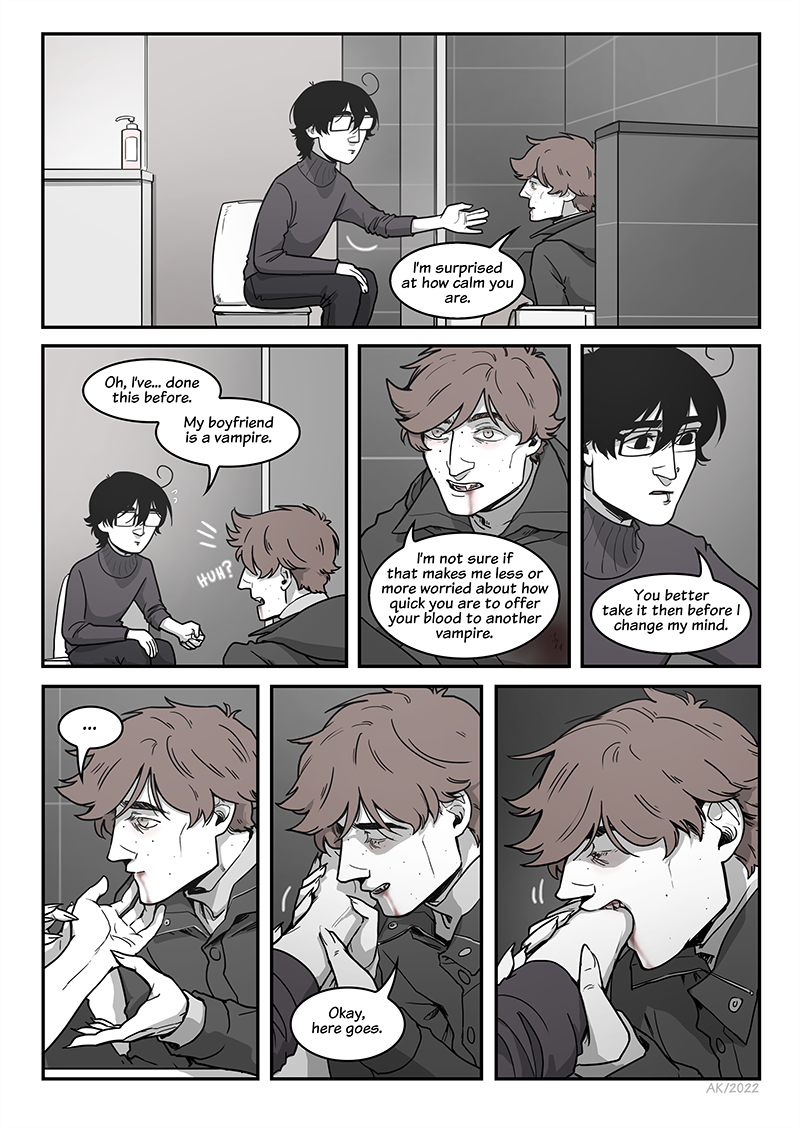 I'm surprised
at how calm you
are.
Oh, I've... done
this before.
My boyfriend
is a vampire.
HUH?
I'm not sure if
that makes me less or
more worried about how
quick you are to offer
your blood to another
vampire.
You better
take it then before I
change my mind.
...
Okay,
here goes.
AK/2022